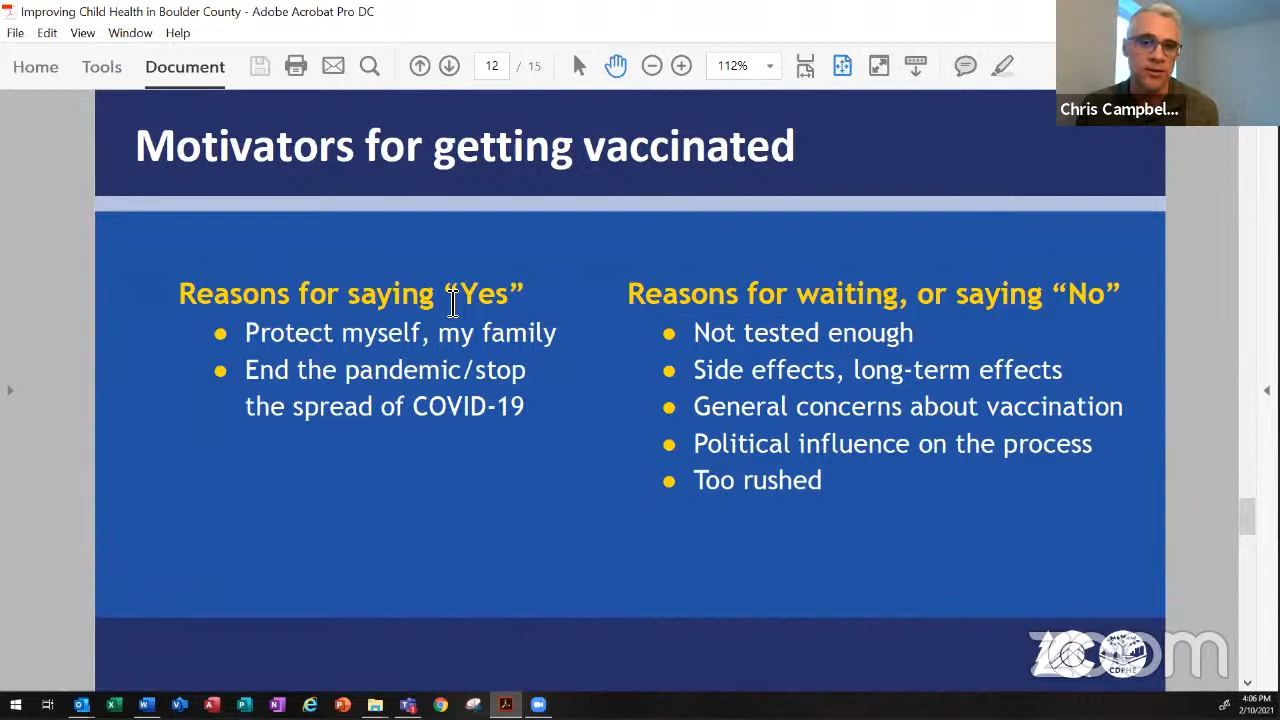 Improving Child Health in Boulder County - Adobe Acrobat Pro DC
File Edit View Window Help
Home Tools Document 12 / 15 112%
Chris Campbel...
Motivators for getting vaccinated
Reasons for saying “Yes”
● Protect myself, my family
● End the pandemic/stop
the spread of COVID-19
Reasons for waiting, or saying “No”
● Not tested enough
● Side effects, long-term effects
● General concerns about vaccination
● Political influence on the process
● Too rushed
zoom
CDPHE
4:06 PM
2/10/2021